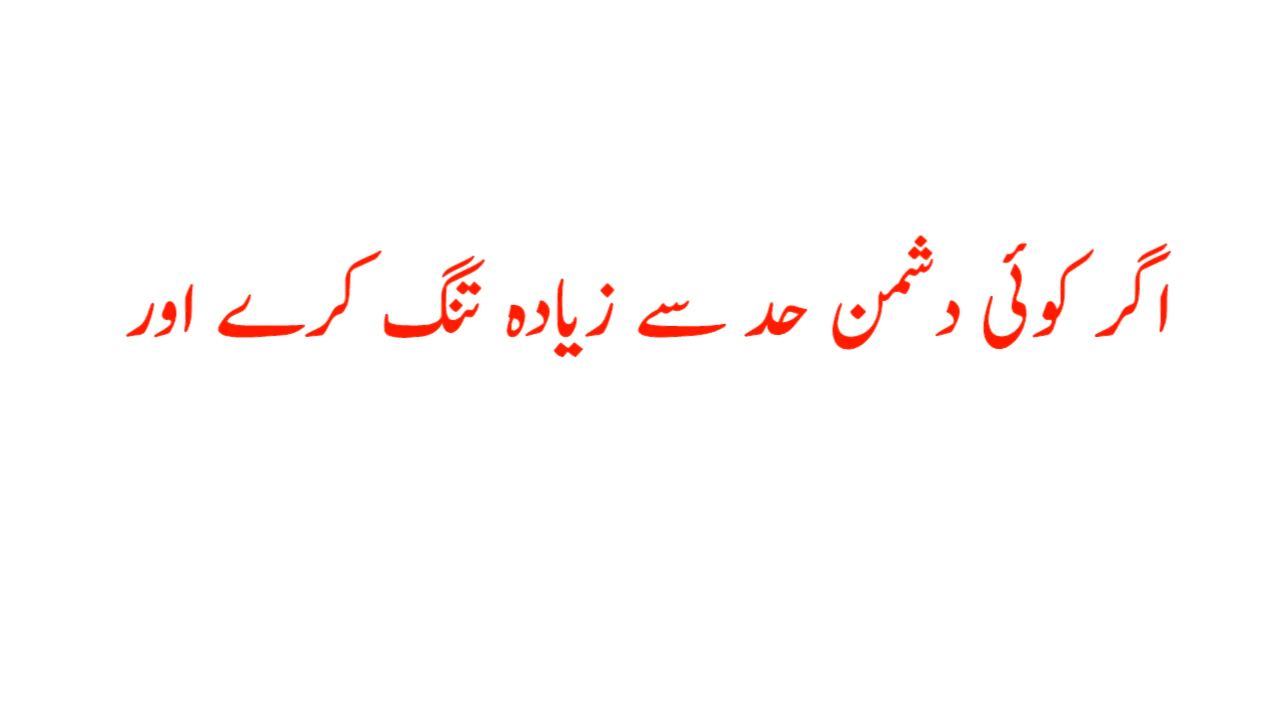 اگر کوئی دشمن حد سے زیادہ تنگ کرے اور